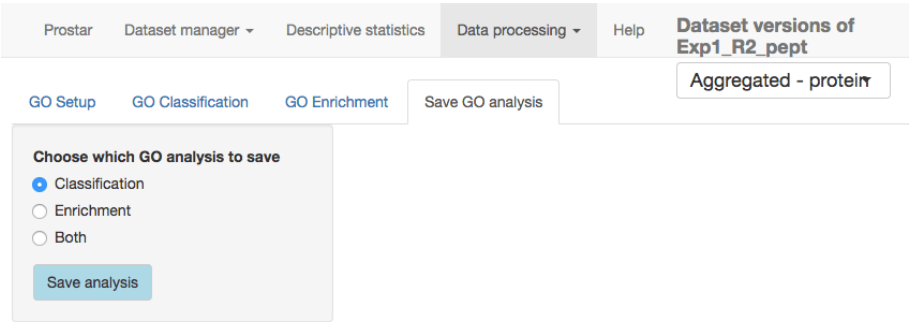 Prostar Dataset manager Descriptive statistics Data processing Help
Dataset versions of
Exp1_R2_pept
Aggregated - protein
GO Setup GO Classification GO Enrichment Save GO analysis
Choose which GO analysis to save
Classification
Enrichment
Both
Save analysis